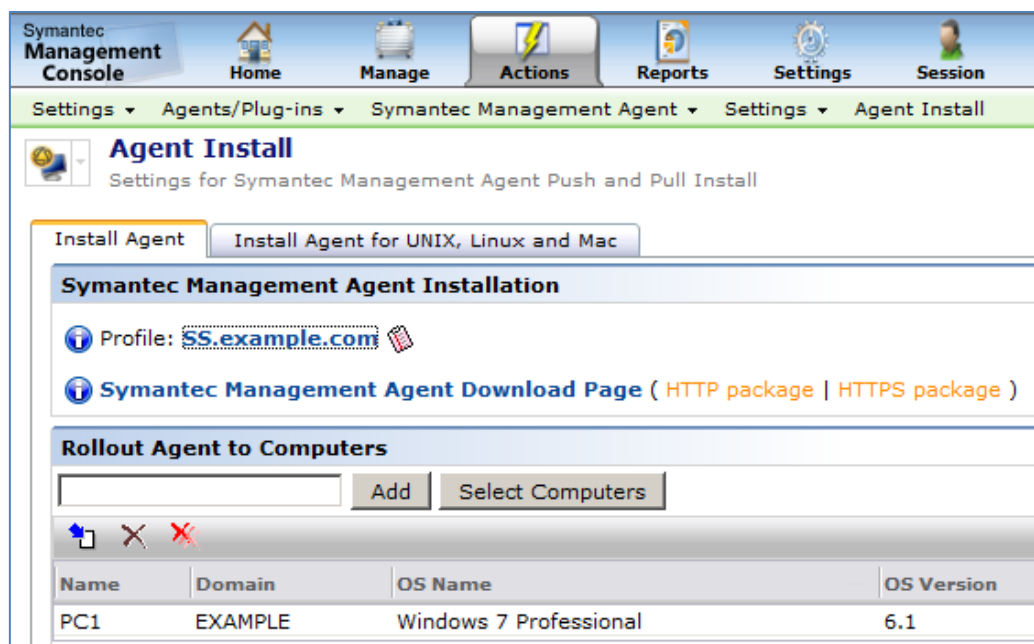 Symantec
Management
Console
Home Manage Actions Reports Settings Session
Settings Agents/Plug-ins Symantec Management Agent Settings Agent Install
Agent Install
Settings for Symantec Management Agent Push and Pull Install
Install Agent Install Agent for UNIX, Linux and Mac
Symantec Management Agent Installation
Profile: SS.example.com
Symantec Management Agent Download Page ( HTTP package | HTTPS package )
Rollout Agent to Computers
Add Select Computers
Name Domain OS Name OS Version
PC1 EXAMPLE Windows 7 Professional 6.1